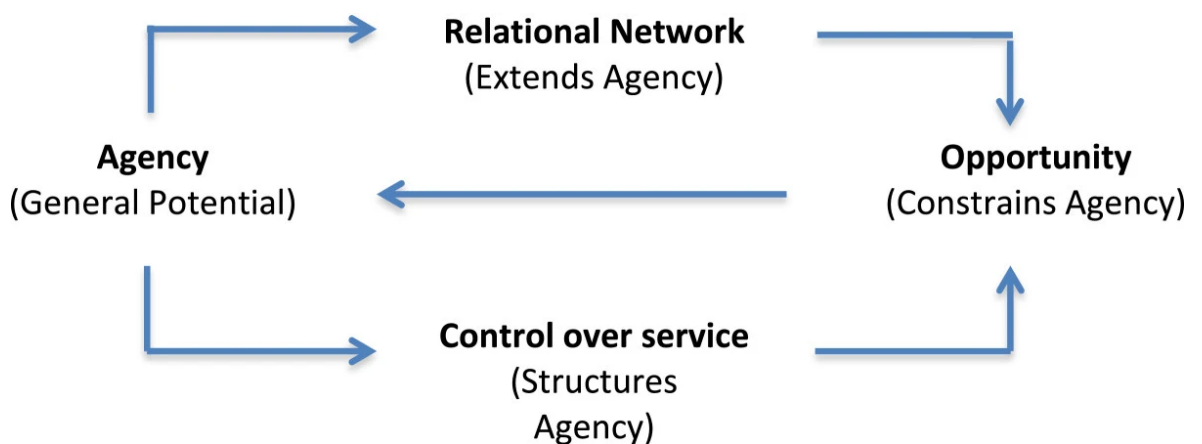 Relational Network
(Extends Agency)
Agency
(General Potential)
Opportunity
(Constrains Agency)
Control over service
(Structures
Agency)